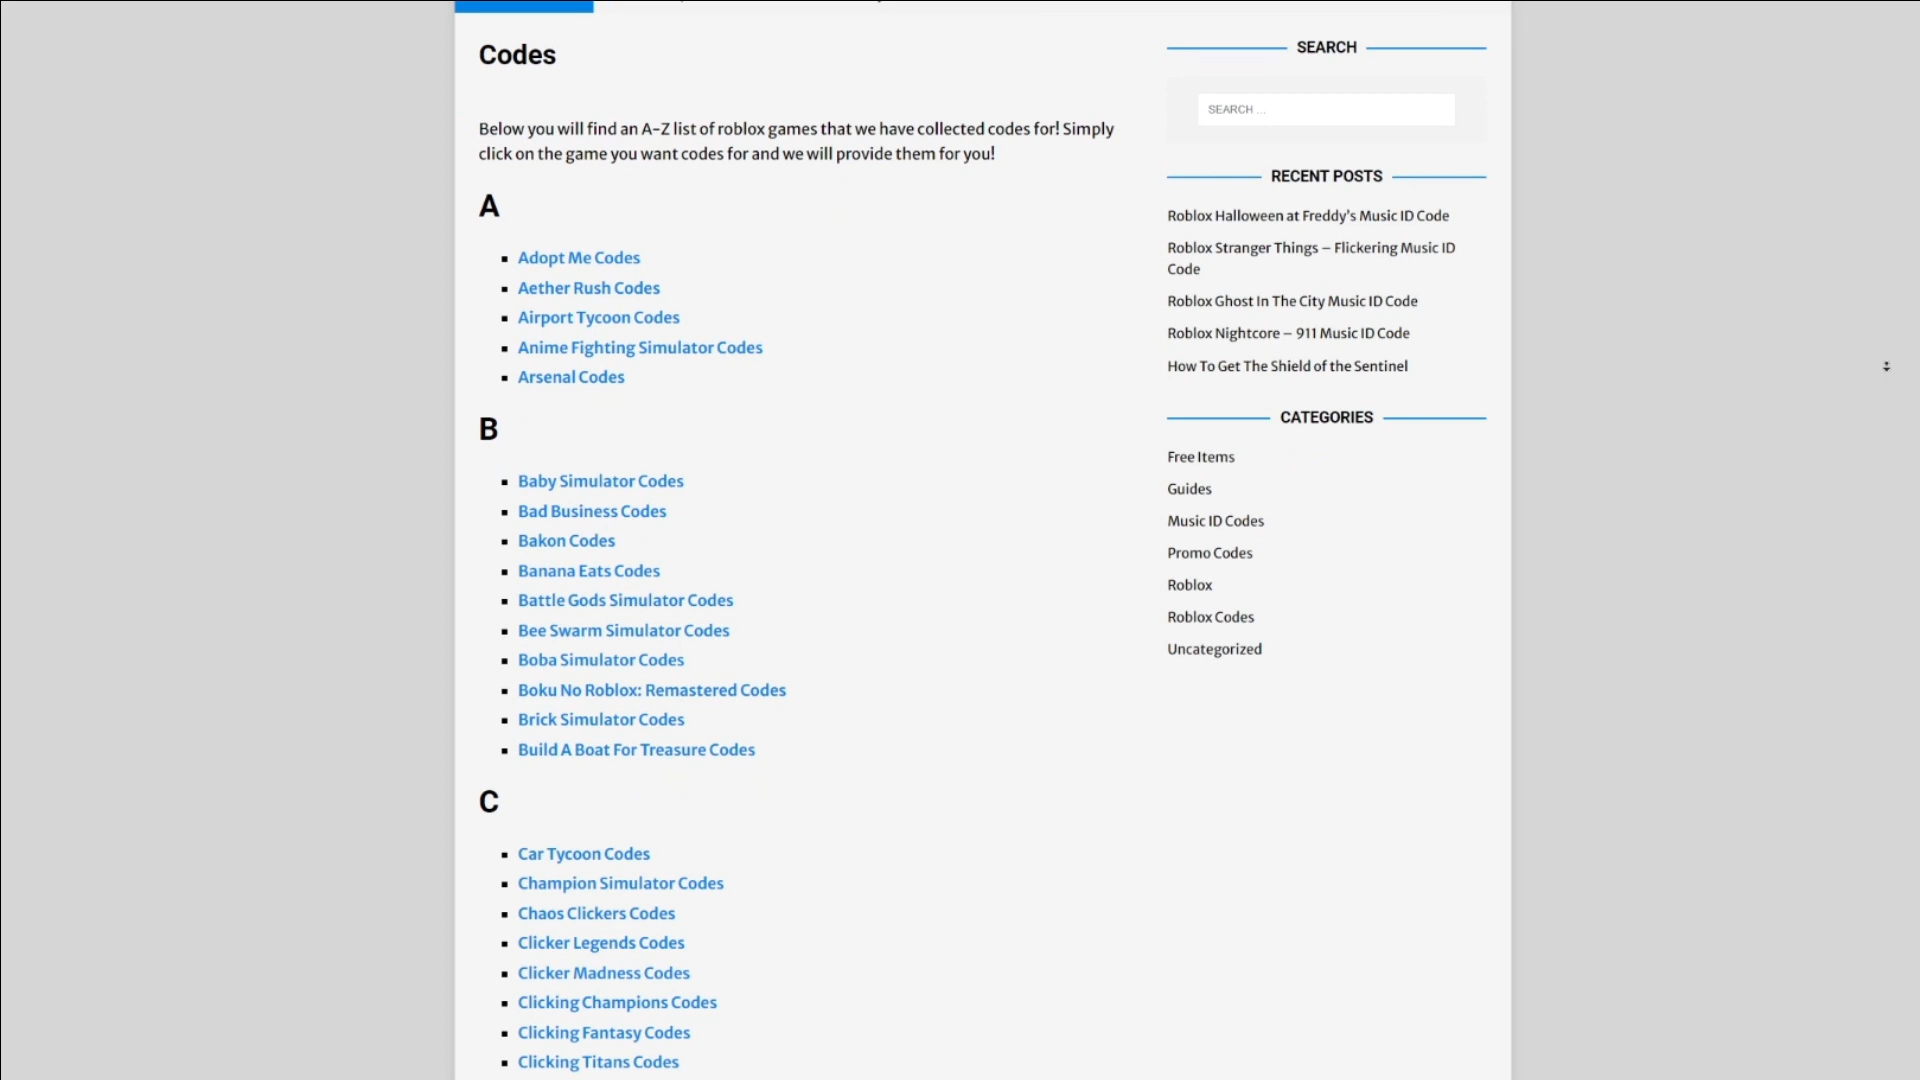 Codes
Below you will find an A-Z list of roblox games that we have collected codes for! Simply
click on the game you want codes for and we will provide them for you!
A
Adopt Me Codes
Aether Rush Codes
Airport Tycoon Codes
Anime Fighting Simulator Codes
Arsenal Codes
B
Baby Simulator Codes
Bad Business Codes
Bakon Codes
Banana Eats Codes
Battle Gods Simulator Codes
Bee Swarm Simulator Codes
Boba Simulator Codes
Boku No Roblox: Remastered Codes
Brick Simulator Codes
Build A Boat For Treasure Codes
C
Car Tycoon Codes
Champion Simulator Codes
Chaos Clickers Codes
Clicker Legends Codes
Clicker Madness Codes
Clicking Champions Codes
Clicking Fantasy Codes
Clicking Titans Codes
SEARCH
SEARCH ...
RECENT POSTS
Roblox Halloween at Freddy's Music ID Code
Roblox Stranger Things – Flickering Music ID
Code
Roblox Ghost In The City Music ID Code
Roblox Nightcore – 911 Music ID Code
How To Get The Shield of the Sentinel
CATEGORIES
Free Items
Guides
Music ID Codes
Promo Codes
Roblox
Roblox Codes
Uncategorized